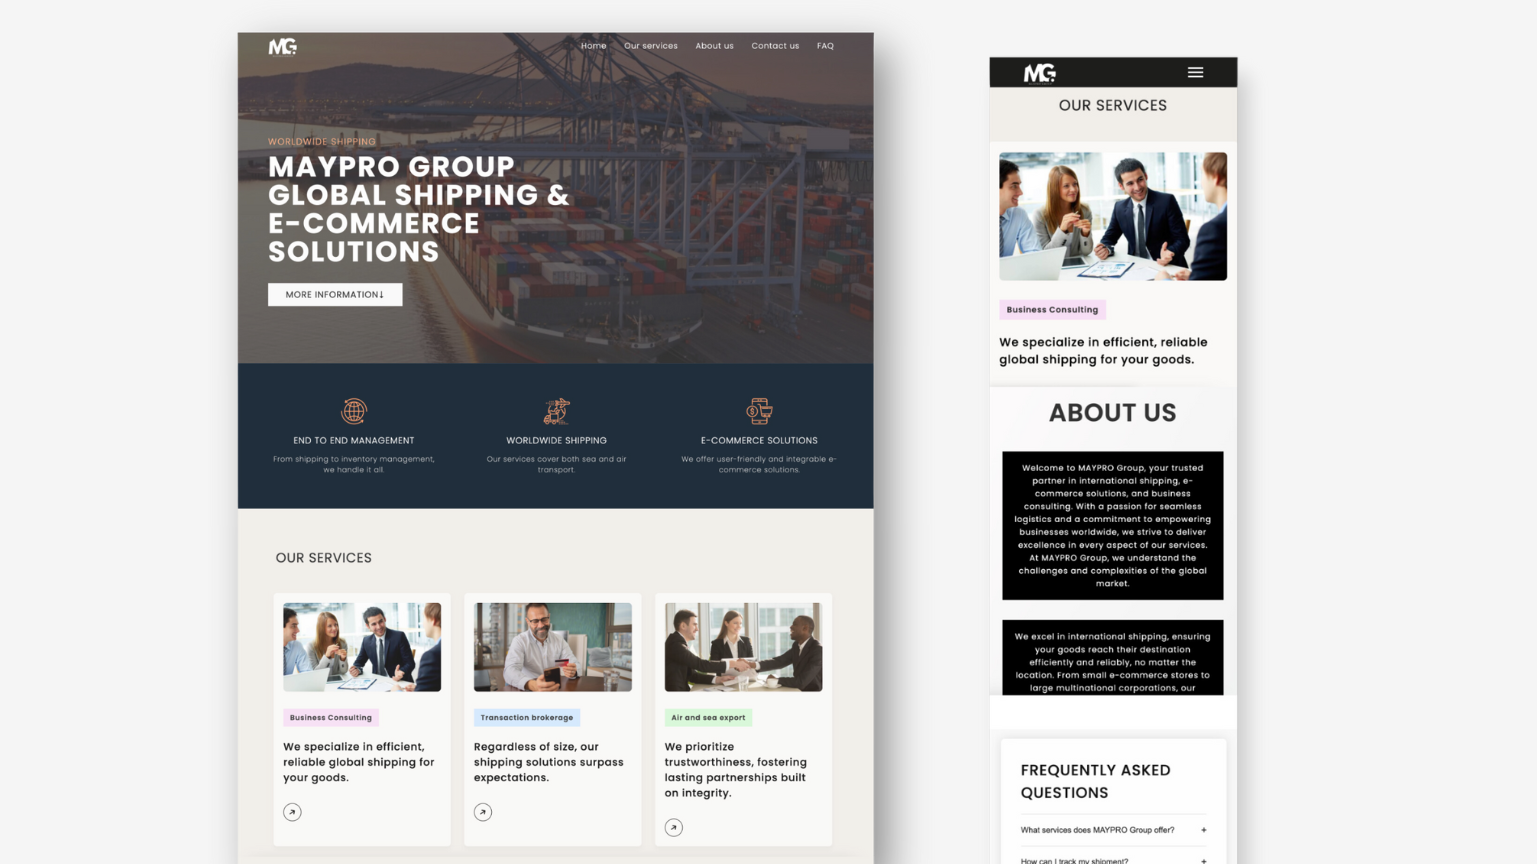 MG.
Home Our services About us Contact us FAQ
WORLDWIDE SHIPPING
MAYPRO GROUP
GLOBAL SHIPPING &
E-COMMERCE
SOLUTIONS
MORE INFORMATION↓
END TO END MANAGEMENT
From shipping to inventory management,
we handle it all.
WORLDWIDE SHIPPING
Our services cover both sea and air
transport.
E-COMMERCE SOLUTIONS
We offer user-friendly and integrable e-
commerce solutions.
OUR SERVICES
Business Consulting
We specialize in efficient,
reliable global shipping for
your goods.
Transaction brokerage
Regardless of size, our
shipping solutions surpass
expectations.
Air and sea export
We prioritize
trustworthiness, fostering
lasting partnerships built
on integrity.
MG.
OUR SERVICES
Business Consulting
We specialize in efficient, reliable
global shipping for your goods.
ABOUT US
Welcome to MAYPRO Group, your trusted
partner in international shipping, e-
commerce solutions, and business
consulting. With a passion for seamless
logistics and a commitment to empowering
businesses worldwide, we strive to deliver
excellence in every aspect of our services.
At MAYPRO Group, we understand the
challenges and complexities of the global
market.
We excel in international shipping, ensuring
your goods reach their destination
efficiently and reliably, no matter the
location. From small e-commerce stores to
large multinational corporations, our
FREQUENTLY ASKED
QUESTIONS
What services does MAYPRO Group offer? +
How can I track my shipment? +